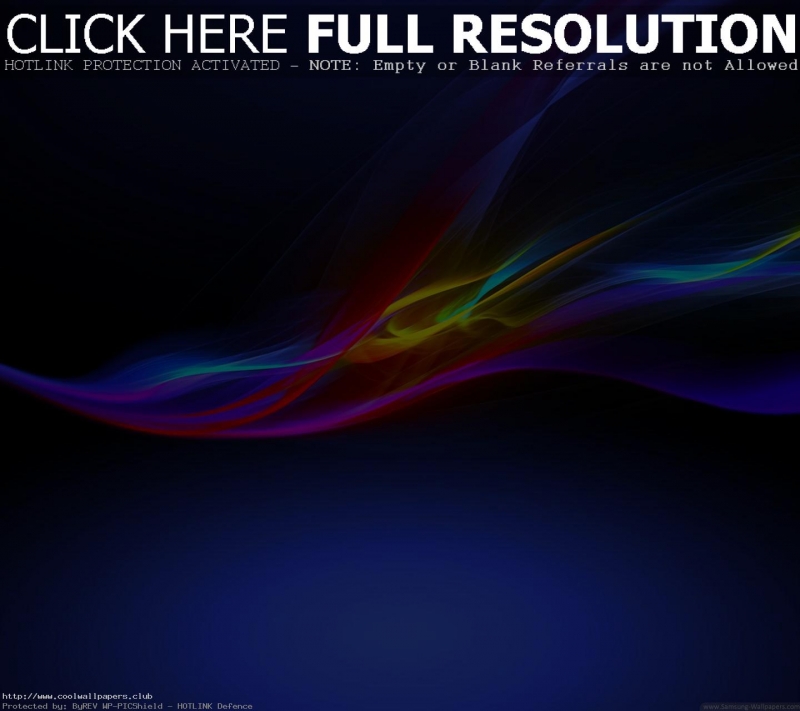 CLICK HERE FULL RESOLUTION
HOTLINK PROTECTION ACTIVATED - NOTE: Empty or Blank Referrals are not Allowed
http://www.coolwallpapers.club
Protected by: ByREV WP-PICShield - HOTLINK Defence
www.Samsung-Wallpapers.com